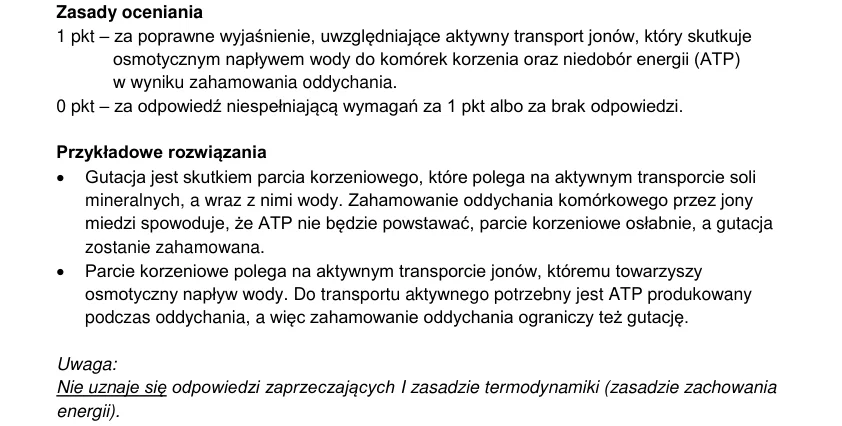 Zasady oceniania
1 pkt – za poprawne wyjaśnienie, uwzględniające aktywny transport jonów, który skutkuje
osmotycznym napływem wody do komórek korzenia oraz niedobór energii (ATP)
w wyniku zahamowania oddychania.
0 pkt – za odpowiedź niespełniającą wymagań za 1 pkt albo za brak odpowiedzi.
Przykładowe rozwiązania
• Gutacja jest skutkiem parcia korzeniowego, które polega na aktywnym transporcie soli
mineralnych, a wraz z nimi wody. Zahamowanie oddychania komórkowego przez jony
miedzi spowoduje, że ATP nie będzie powstawać, parcie korzeniowe osłabnie, a gutacja
zostanie zahamowana.
• Parcie korzeniowe polega na aktywnym transporcie jonów, któremu towarzyszy
osmotyczny napływ wody. Do transportu aktywnego potrzebny jest ATP produkowany
podczas oddychania, a więc zahamowanie oddychania ograniczy też gutację.
Uwaga:
Nie uznaje się odpowiedzi zaprzeczających I zasadzie termodynamiki (zasadzie zachowania
energii).